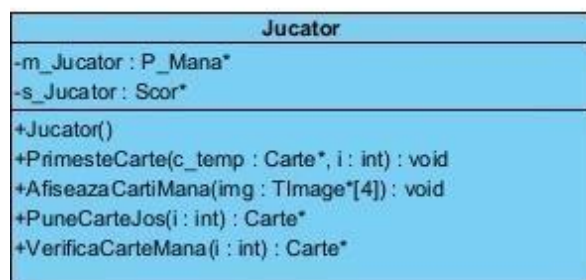 Jucator
-m_Jucator : P_Mana*
-s_Jucator : Scor*
+Jucator()
+PrimesteCarte(c_temp : Carte*, i : int) : void
+AfiseazaCartiMana(img : TImage*[4]) : void
+PuneCarteJos(i : int) : Carte*
+VerificaCarteMana(i : int) : Carte*